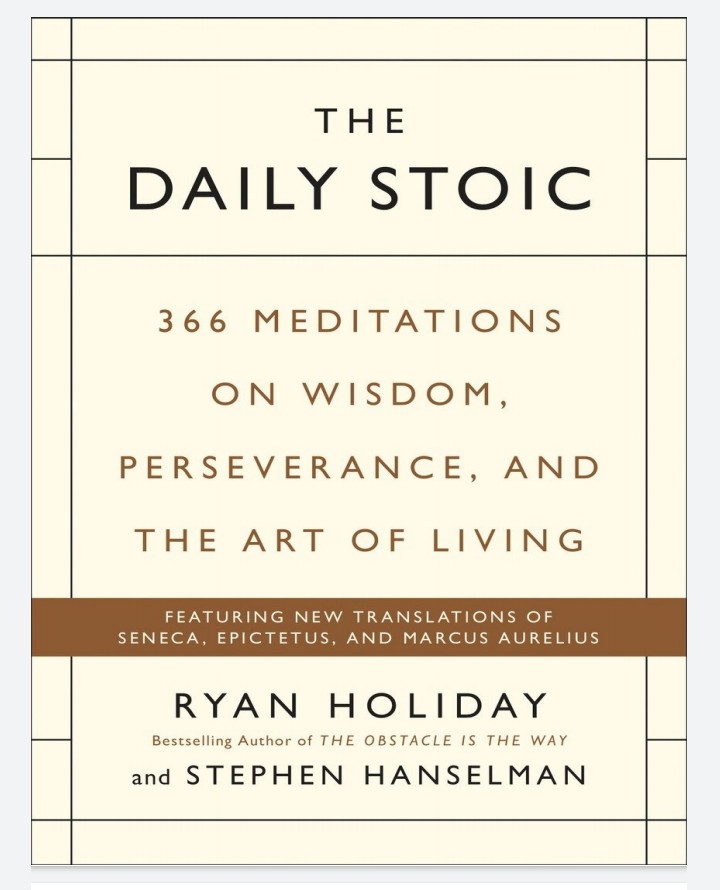 THE
DAILY STOIC
366 MEDITATIONS
ON WISDOM,
PERSEVERANCE, AND
THE ART OF LIVING
FEATURING NEW TRANSLATIONS OF
SENECA, EPICTETUS, AND MARCUS AURELIUS
RYAN HOLIDAY
Bestselling Author of THE OBSTACLE IS THE WAY
and STEPHEN HANSELMAN